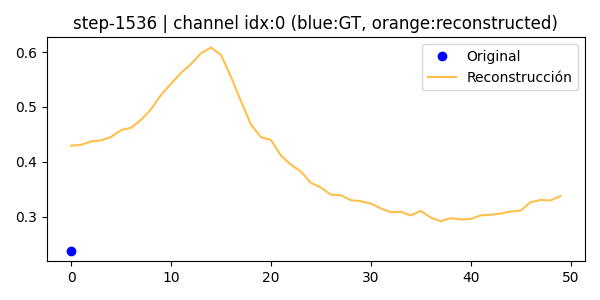 step-1536 | channel idx:0 (blue:GT, orange:reconstructed)
Original
Reconstrucción
0.6
0.5
0.4
0.3
0 10 20 30 40 50